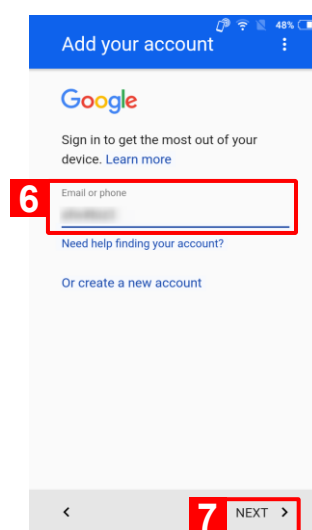 48%
Add your account
Google
Sign in to get the most out of your
device. Learn more
6
Email or phone
Need help finding your account?
Or create a new account
7
NEXT